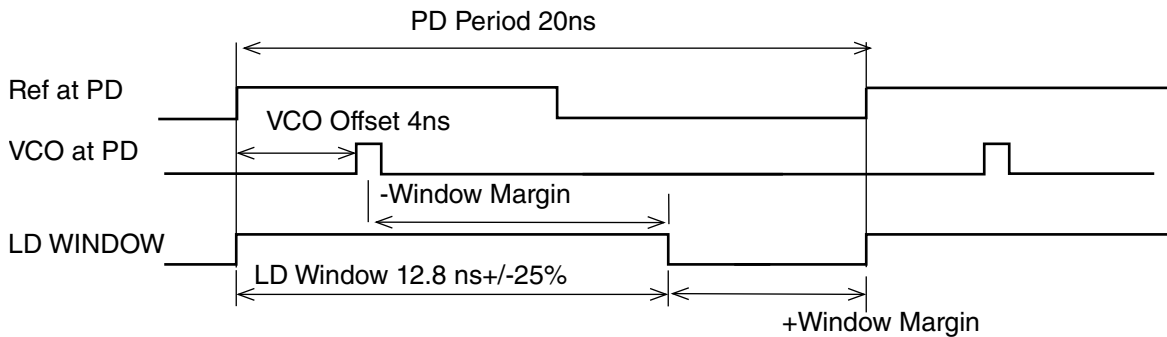 PD Period 20ns
Ref at PD
VCO Offset 4ns
VCO at PD
-Window Margin
LD WINDOW
LD Window 12.8 ns+/-25%
+Window Margin